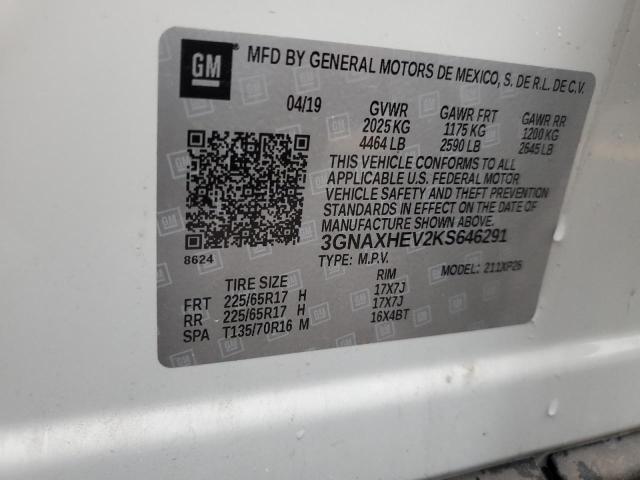 GM
MFD BY GENERAL MOTORS DE MEXICO, S. DE R.L. DE C.V.
04/19 GVWR GAWR FRT GAWR RR
2025 KG 1175 KG 1200 KG
4464 LB 2590 LB 2645 LB
THIS VEHICLE CONFORMS TO ALL
APPLICABLE U.S. FEDERAL MOTOR
VEHICLE SAFETY AND THEFT PREVENTION
STANDARDS IN EFFECT ON THE DATE OF
MANUFACTURE SHOWN ABOVE.
8624
3GNAXHEV2KS646291
TYPE: M.P.V. MODEL: 211XP26
TIRE SIZE RIM
FRT 225/65R17 H 17X7J
RR 225/65R17 H 17X7J
SPA T135/70R16 M 16X4BT